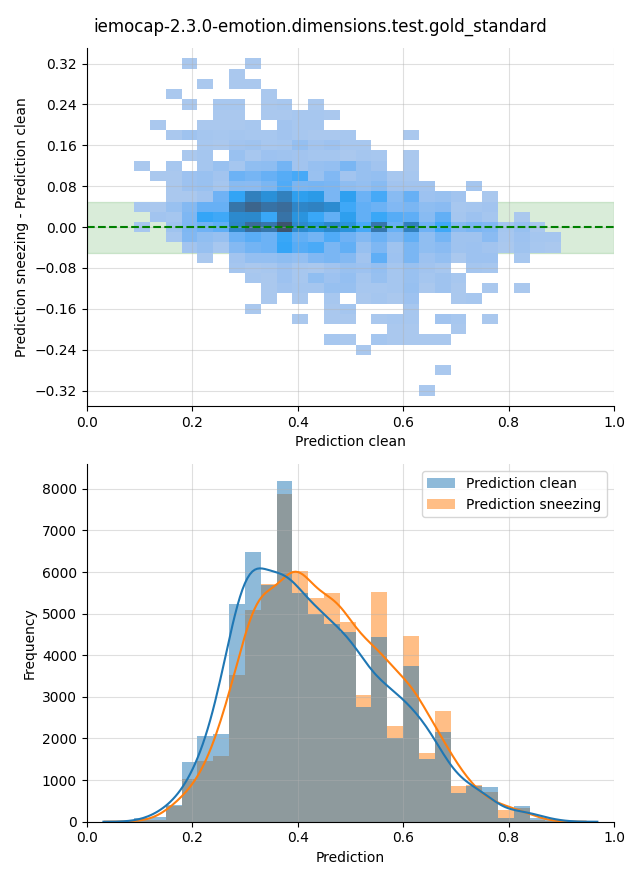 iemocap-2.3.0-emotion.dimensions.test.gold_standard
Prediction sneezing - Prediction clean
0.32
0.24
0.16
0.08
0.00
−0.08
−0.16
−0.24
−0.32
0.0 0.2 0.4 0.6 0.8 1.0
Prediction clean
Prediction clean
Prediction sneezing
Frequency
8000
7000
6000
5000
4000
3000
2000
1000
0
0.0 0.2 0.4 0.6 0.8 1.0
Prediction